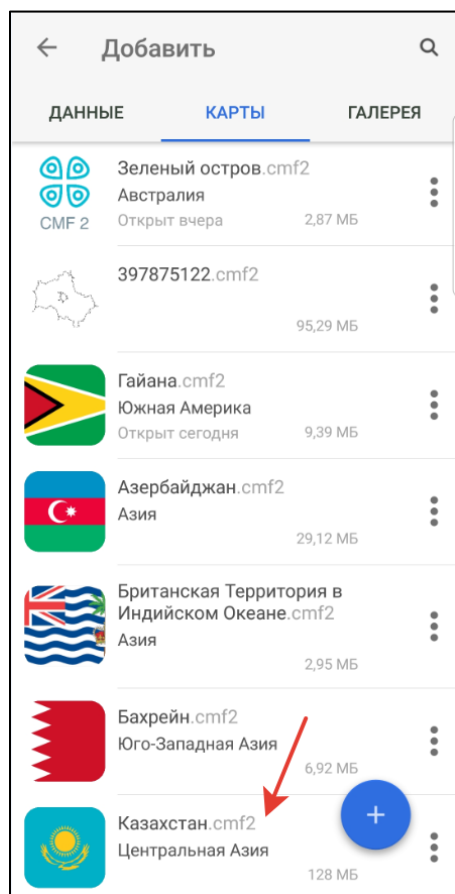 Добавить
ДАННЫЕ КАРТЫ ГАЛЕРЕЯ
Зеленый остров.cmf2
Австралия
CMF 2 Открыт вчера 2,87 МБ
397875122.cmf2
95,29 МБ
Гайана.cmf2
Южная Америка
Открыт сегодня 9,39 МБ
Азербайджан.cmf2
Азия
29,12 МБ
Британская Территория в
Индийском Океане.cmf2
Азия
2,95 МБ
Бахрейн.cmf2
Юго-Западная Азия
6,92 МБ
Казахстан.cmf2
Центральная Азия
128 МБ